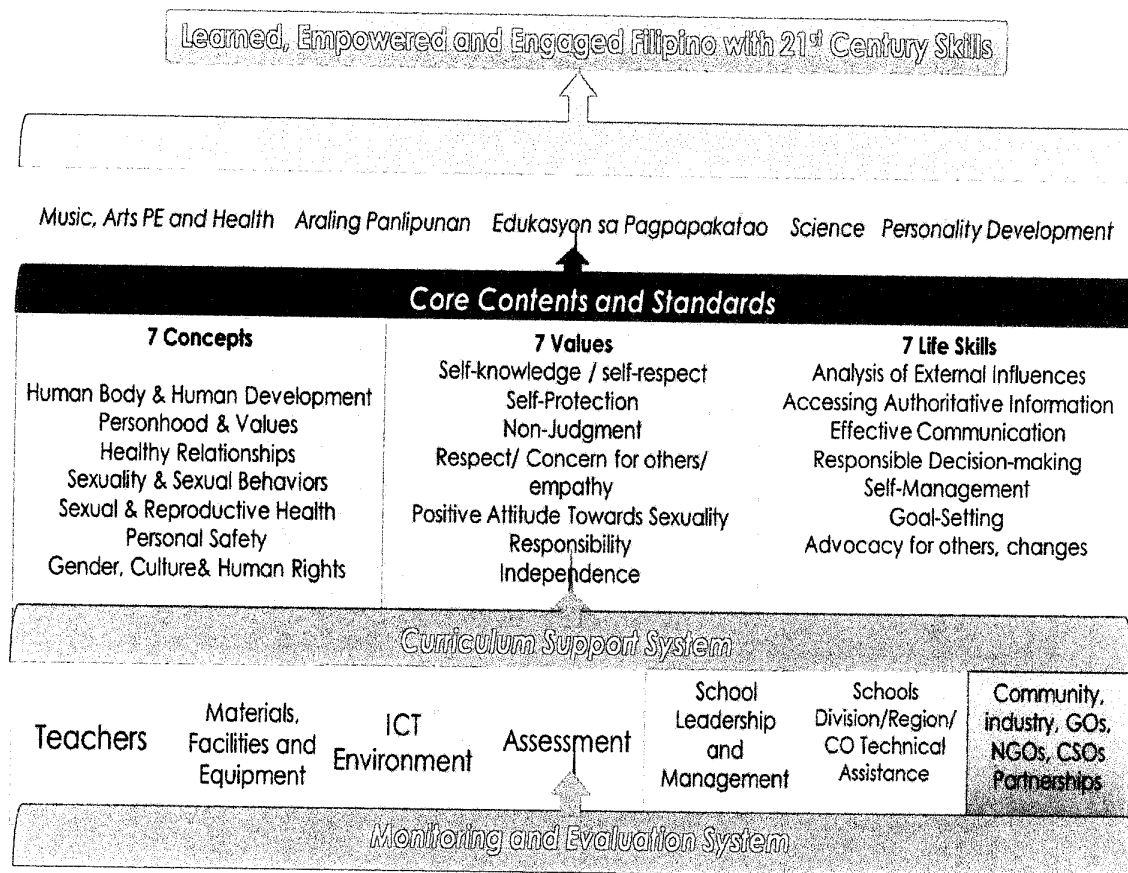 Learned, Empowered and Engaged Filipino with 21st Century Skills
Music, Arts PE and Health Araling Panlipunan Edukasyon sa Pagpapakatao Science Personality Development
Core Contents and Standards
7 Concepts
Human Body & Human Development
Personhood & Values
Healthy Relationships
Sexuality & Sexual Behaviors
Sexual & Reproductive Health
Personal Safety
Gender, Culture& Human Rights
7 Values
Self-knowledge / self-respect
Self-Protection
Non-Judgment
Respect/ Concern for others/
empathy
Positive Attitude Towards Sexuality
Responsibility
Independence
7 Life Skills
Analysis of External Influences
Accessing Authoritative Information
Effective Communication
Responsible Decision-making
Self-Management
Goal-Setting
Advocacy for others, changes
Curriculum Support System
Teachers
Materials,
Facilities and
Equipment
ICT
Environment
Assessment
School
Leadership
and
Management
Schools
Division/Region/
CO Technical
Assistance
Community,
industry, GOs,
NGOs, CSOs
Partnerships
Monitoring and Evaluation System